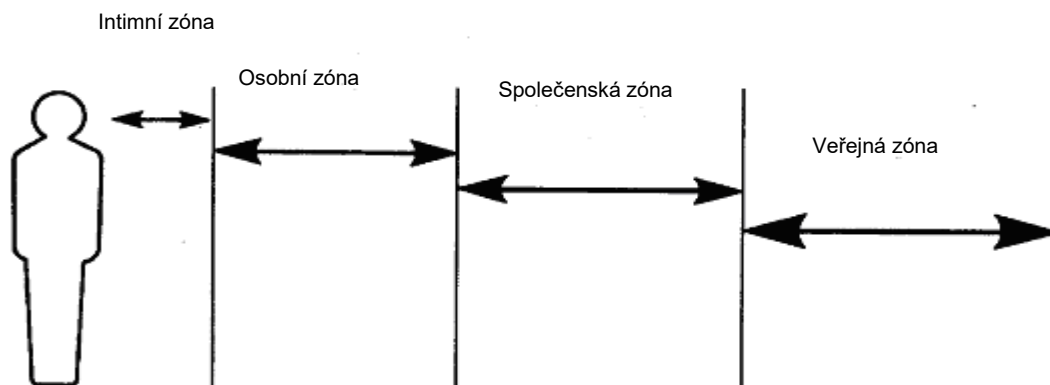 Intimní zóna
Osobní zóna
Společenská zóna
Veřejná zóna